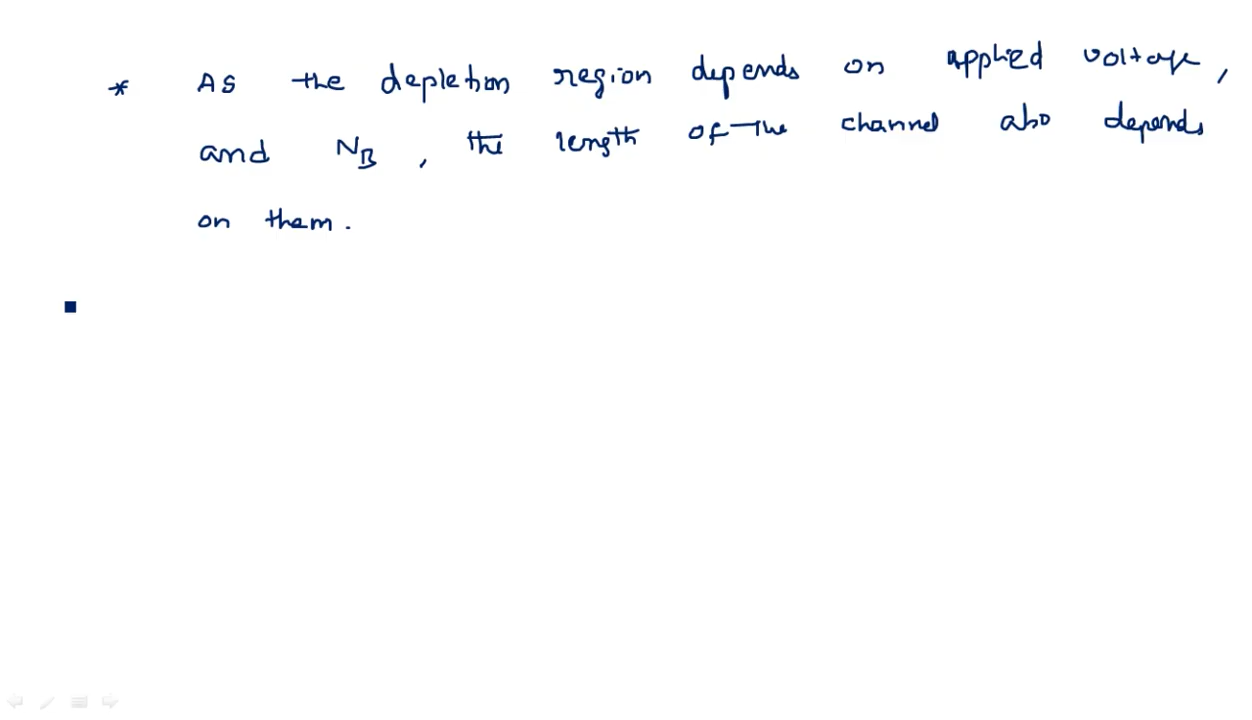 * As the depletion region depends on applied voltage,
and N_B, the length of the channel also depends
on them.